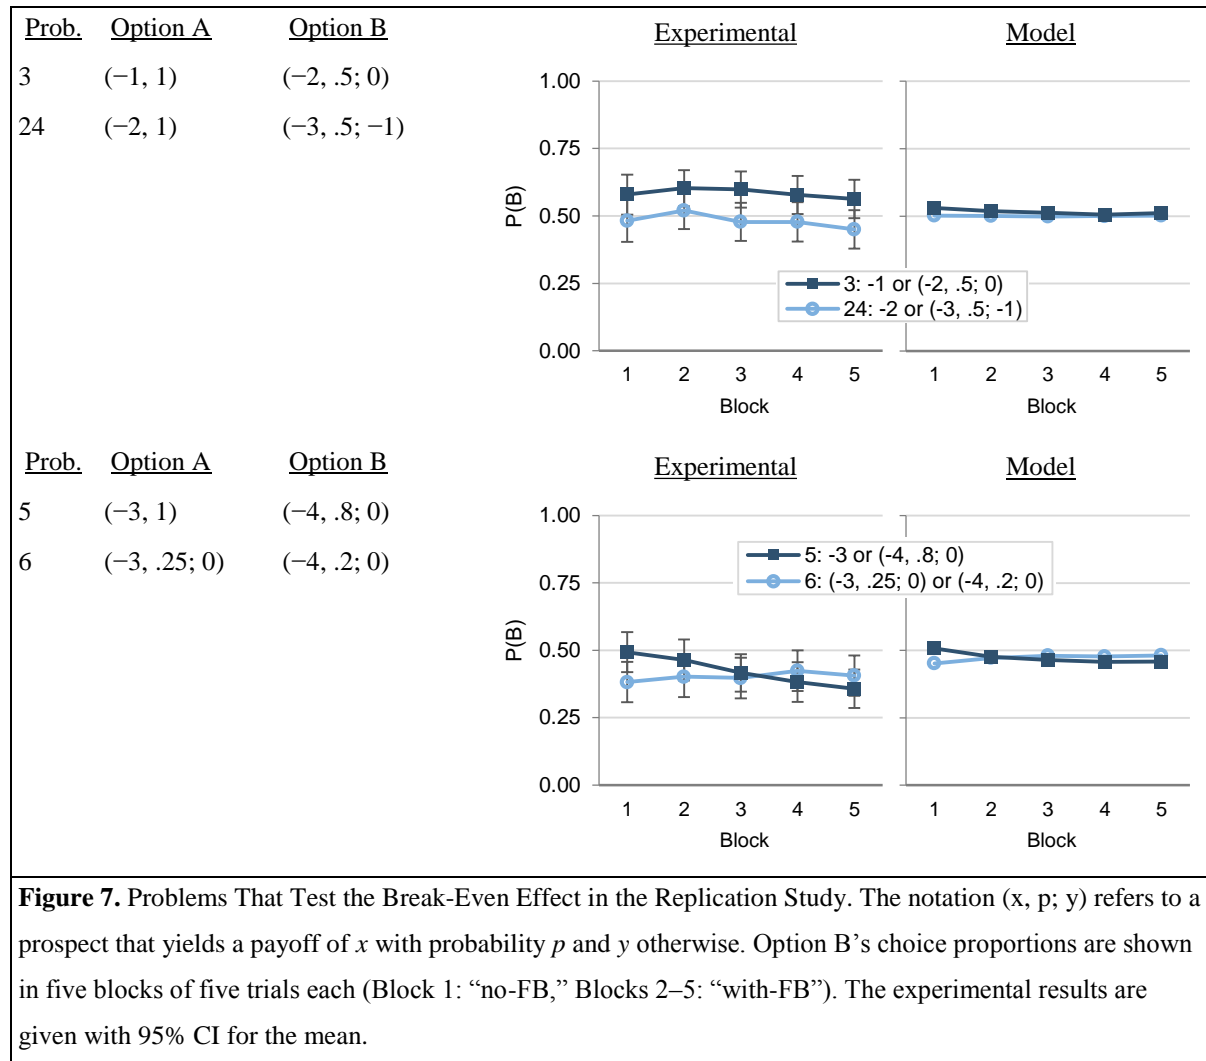 Prob. Option A Option B
3 (−1, 1) (−2, .5; 0)
24 (−2, 1) (−3, .5; −1)
Experimental Model
1.00
0.75
0.50
0.25
0.00
P(B)
3: -1 or (-2, .5; 0)
24: -2 or (-3, .5; -1)
1 2 3 4 5 1 2 3 4 5
Block Block
Prob. Option A Option B
5 (−3, 1) (−4, .8; 0)
6 (−3, .25; 0) (−4, .2; 0)
Experimental Model
1.00
0.75
0.50
0.25
0.00
P(B)
5: -3 or (-4, .8; 0)
6: (-3, .25; 0) or (-4, .2; 0)
1 2 3 4 5 1 2 3 4 5
Block Block
Figure 7. Problems That Test the Break-Even Effect in the Replication Study. The notation (x, p; y) refers to a
prospect that yields a payoff of x with probability p and y otherwise. Option B’s choice proportions are shown
in five blocks of five trials each (Block 1: “no-FB,” Blocks 2–5: “with-FB”). The experimental results are
given with 95% CI for the mean.